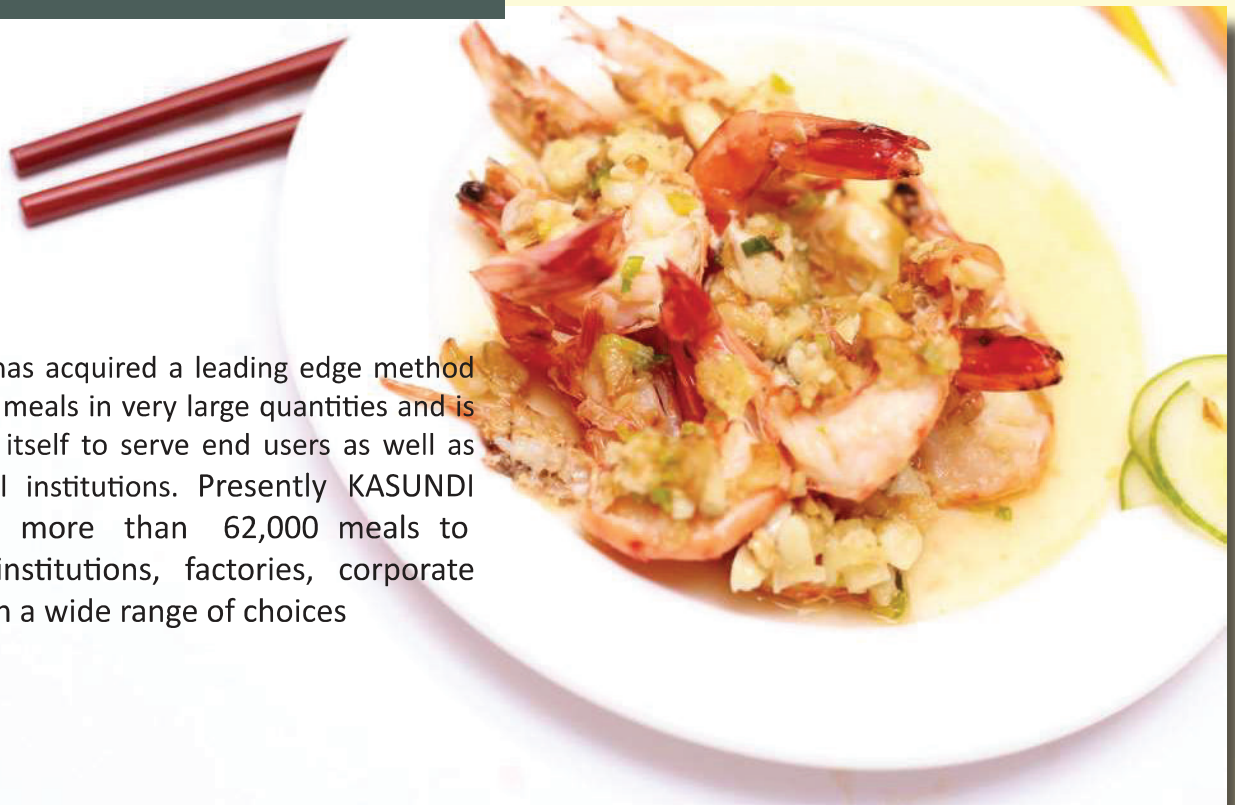 has acquired a leading edge method
meals in very large quantities and is
itself to serve end users as well as
l institutions. Presently KASUNDI
more than 62,000 meals to
institutions, factories, corporate
n a wide range of choices